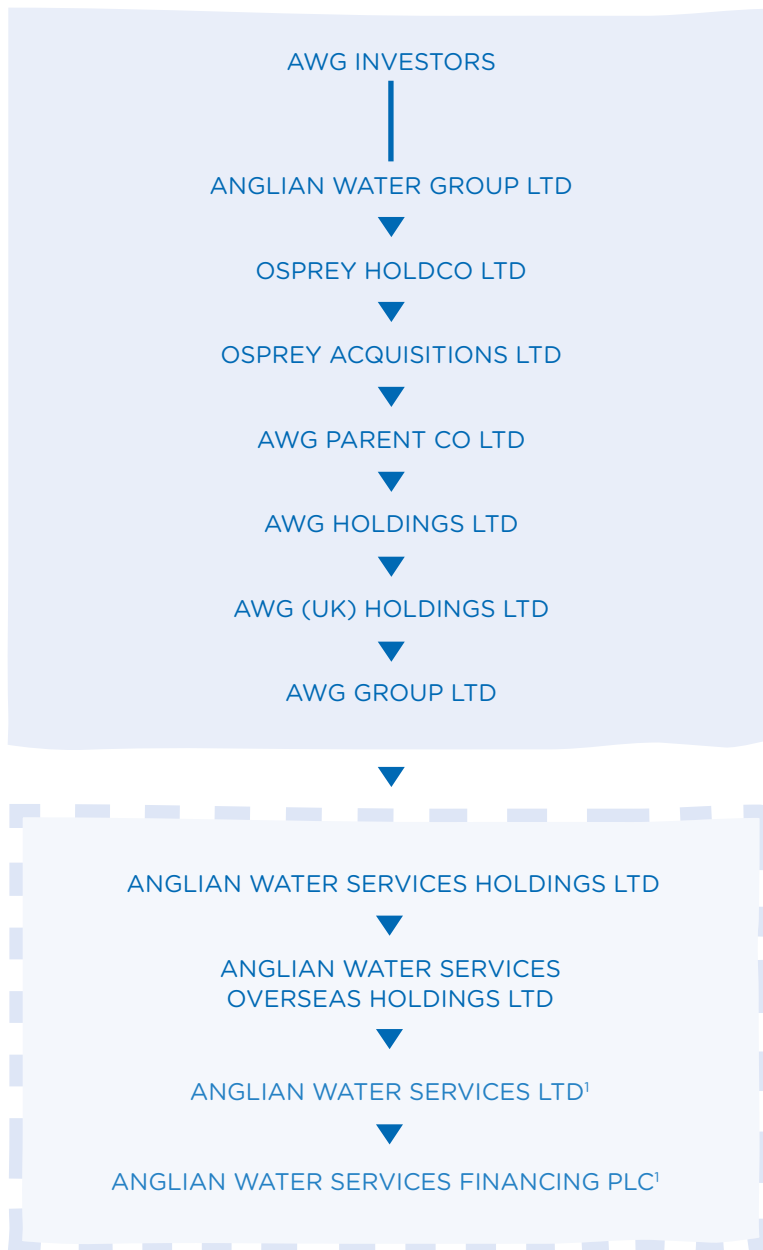 AWG INVESTORS
ANGLIAN WATER GROUP LTD
OSPREY HOLDCO LTD
OSPREY ACQUISITIONS LTD
AWG PARENT CO LTD
AWG HOLDINGS LTD
AWG (UK) HOLDINGS LTD
AWG GROUP LTD
ANGLIAN WATER SERVICES HOLDINGS LTD
ANGLIAN WATER SERVICES
OVERSEAS HOLDINGS LTD
ANGLIAN WATER SERVICES LTD¹
ANGLIAN WATER SERVICES FINANCING PLC¹